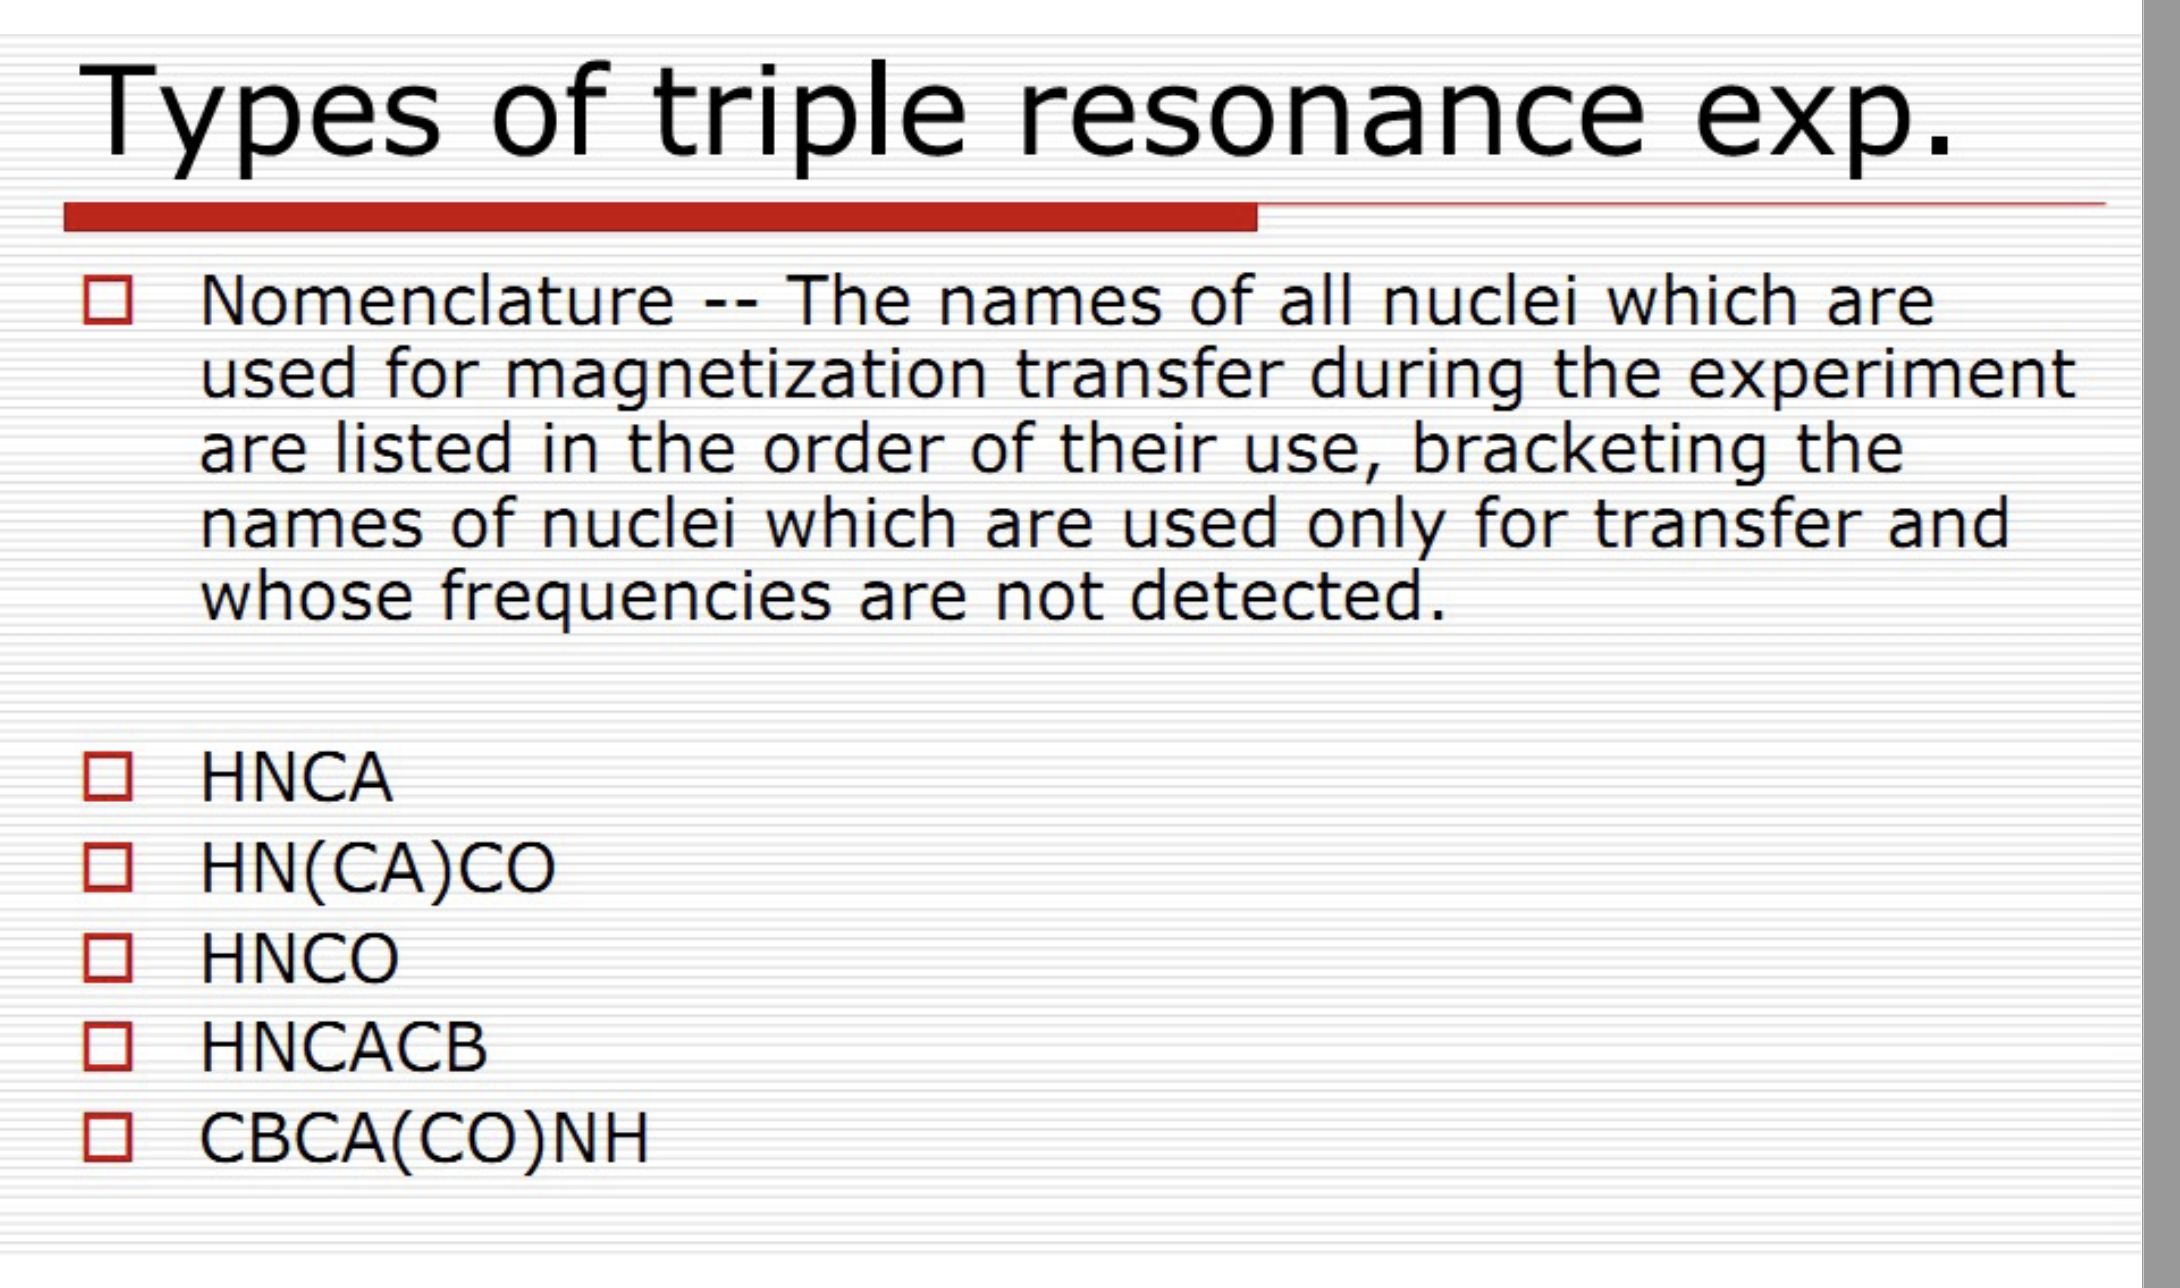 Types of triple resonance exp.
Nomenclature -- The names of all nuclei which are
used for magnetization transfer during the experiment
are listed in the order of their use, bracketing the
names of nuclei which are used only for transfer and
whose frequencies are not detected.
HNCA
HN(CA)CO
HNCO
HNCACB
CBCA(CO)NH